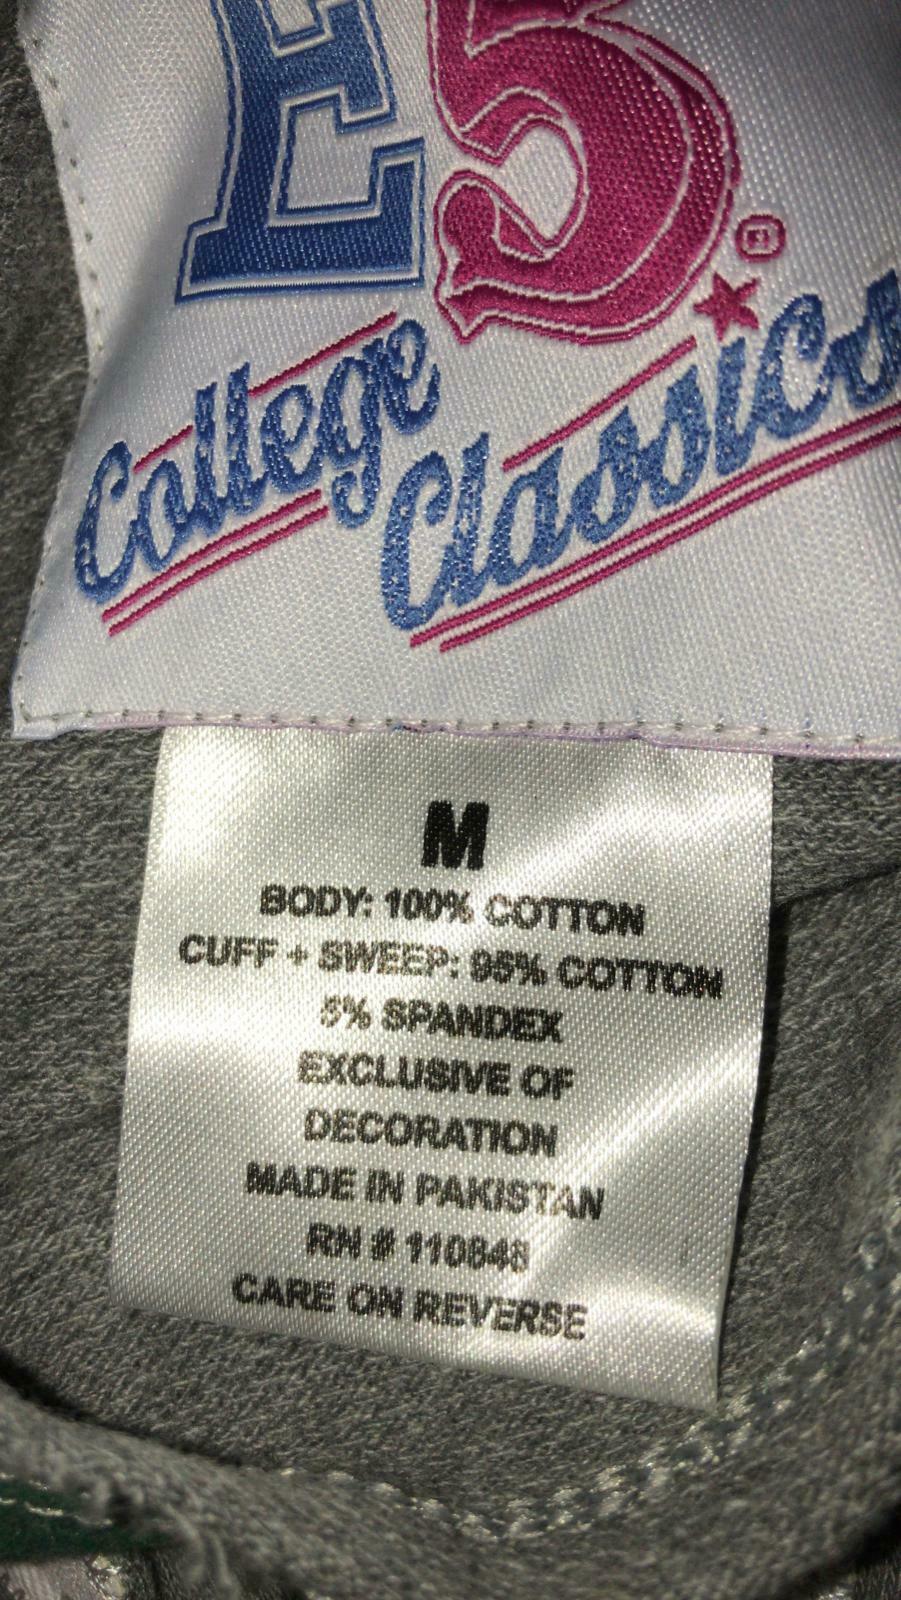 E5®
College Classics
M
BODY: 100% COTTON
CUFF + SWEEP: 95% COTTON
5% SPANDEX
EXCLUSIVE OF
DECORATION
MADE IN PAKISTAN
RN # 110848
CARE ON REVERSE